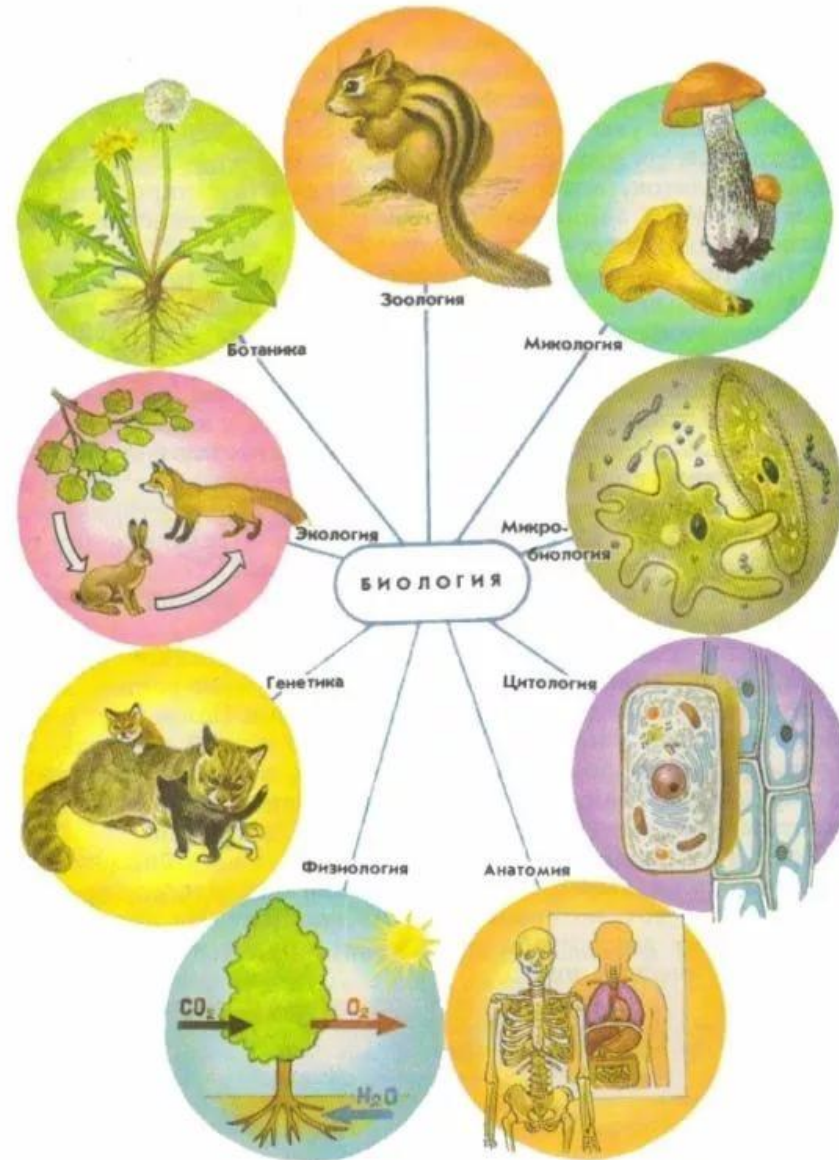 Зоология
Ботаника
Микология
Экология
Микро-
биология
БИОЛОГИЯ
Генетика
Цитология
Физиология
Анатомия
CO₂
O₂
H₂O